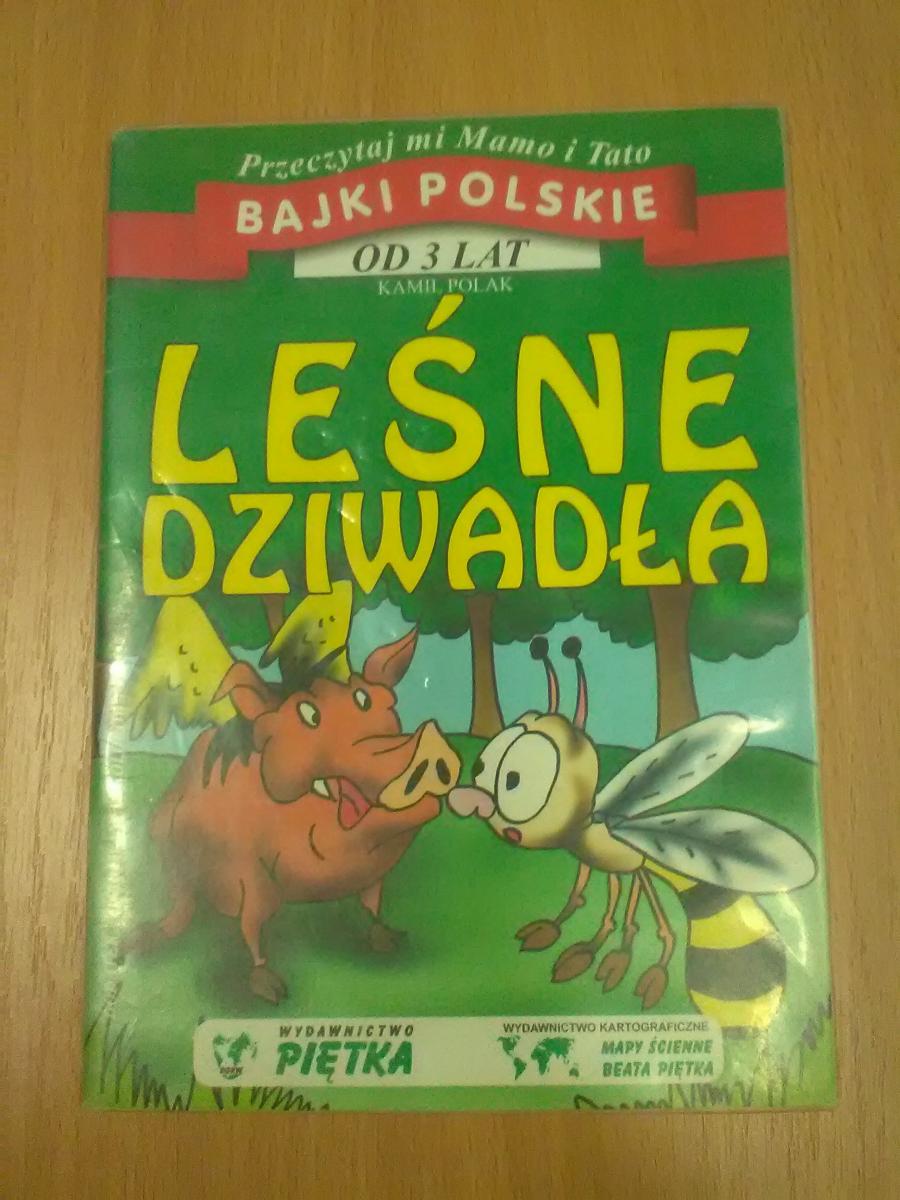 Przeczytaj mi Mamo i Tato
BAJKI POLSKIE
OD 3 LAT
KAMIL POLAK
LEŚNE
DZIWADŁA
WYDAWNICTWO
PIĘTKA
WYDAWNICTWO KARTOGRAFICZNE
MAPY ŚCIENNE
BEATA PIĘTKA